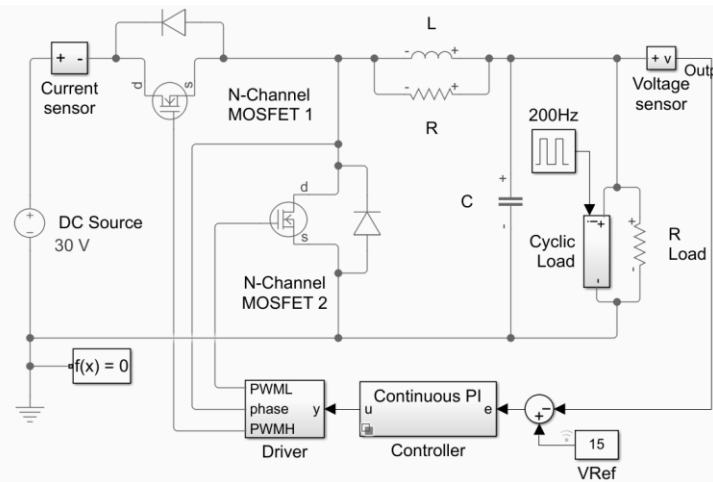 + -
Current
sensor
d
s
N-Channel
MOSFET 1
L
- +
- +
R
200Hz
+ v
Outp
Voltage
sensor
+
-
DC Source
30 V
d
s
N-Channel
MOSFET 2
C
+
-
Cyclic
Load
+
-
+
-
R
Load
f(x) = 0
PWML
phase
PWMH
y
Driver
Continuous PI
u
e
Controller
-
+
15
VRef